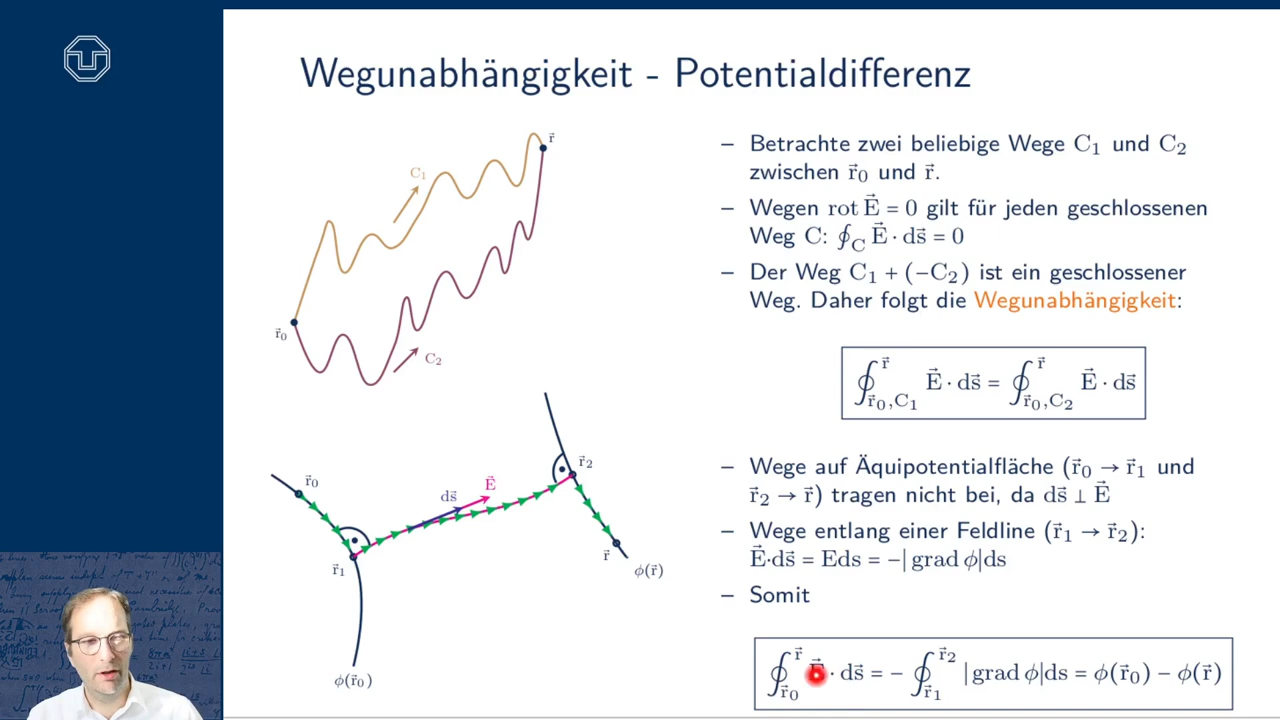 Wegunabhängigkeit - Potentialdifferenz
r⃗
C₁
r⃗₀
C₂
– Betrachte zwei beliebige Wege C₁ und C₂
zwischen r⃗₀ und r⃗.
– Wegen rot E⃗ = 0 gilt für jeden geschlossenen
Weg C: ∮_C E⃗ · ds⃗ = 0
– Der Weg C₁ + (−C₂) ist ein geschlossener
Weg. Daher folgt die Wegunabhängigkeit:
∮_{r⃗₀,C₁}^{r⃗} E⃗ · ds⃗ = ∮_{r⃗₀,C₂}^{r⃗} E⃗ · ds⃗
r⃗₀
ds⃗
E⃗
r⃗₂
r⃗₁
r⃗
ϕ(r⃗)
ϕ(r⃗₀)
– Wege auf Äquipotentialfläche (r⃗₀ → r⃗₁ und
r⃗₂ → r⃗) tragen nicht bei, da ds⃗ ⊥ E⃗
– Wege entlang einer Feldline (r⃗₁ → r⃗₂):
E⃗·ds⃗ = Eds = −| grad ϕ|ds
– Somit
∮_{r⃗₀}^{r⃗} E⃗ · ds⃗ = − ∮_{r⃗₁}^{r⃗₂} | grad ϕ|ds = ϕ(r⃗₀) − ϕ(r⃗)